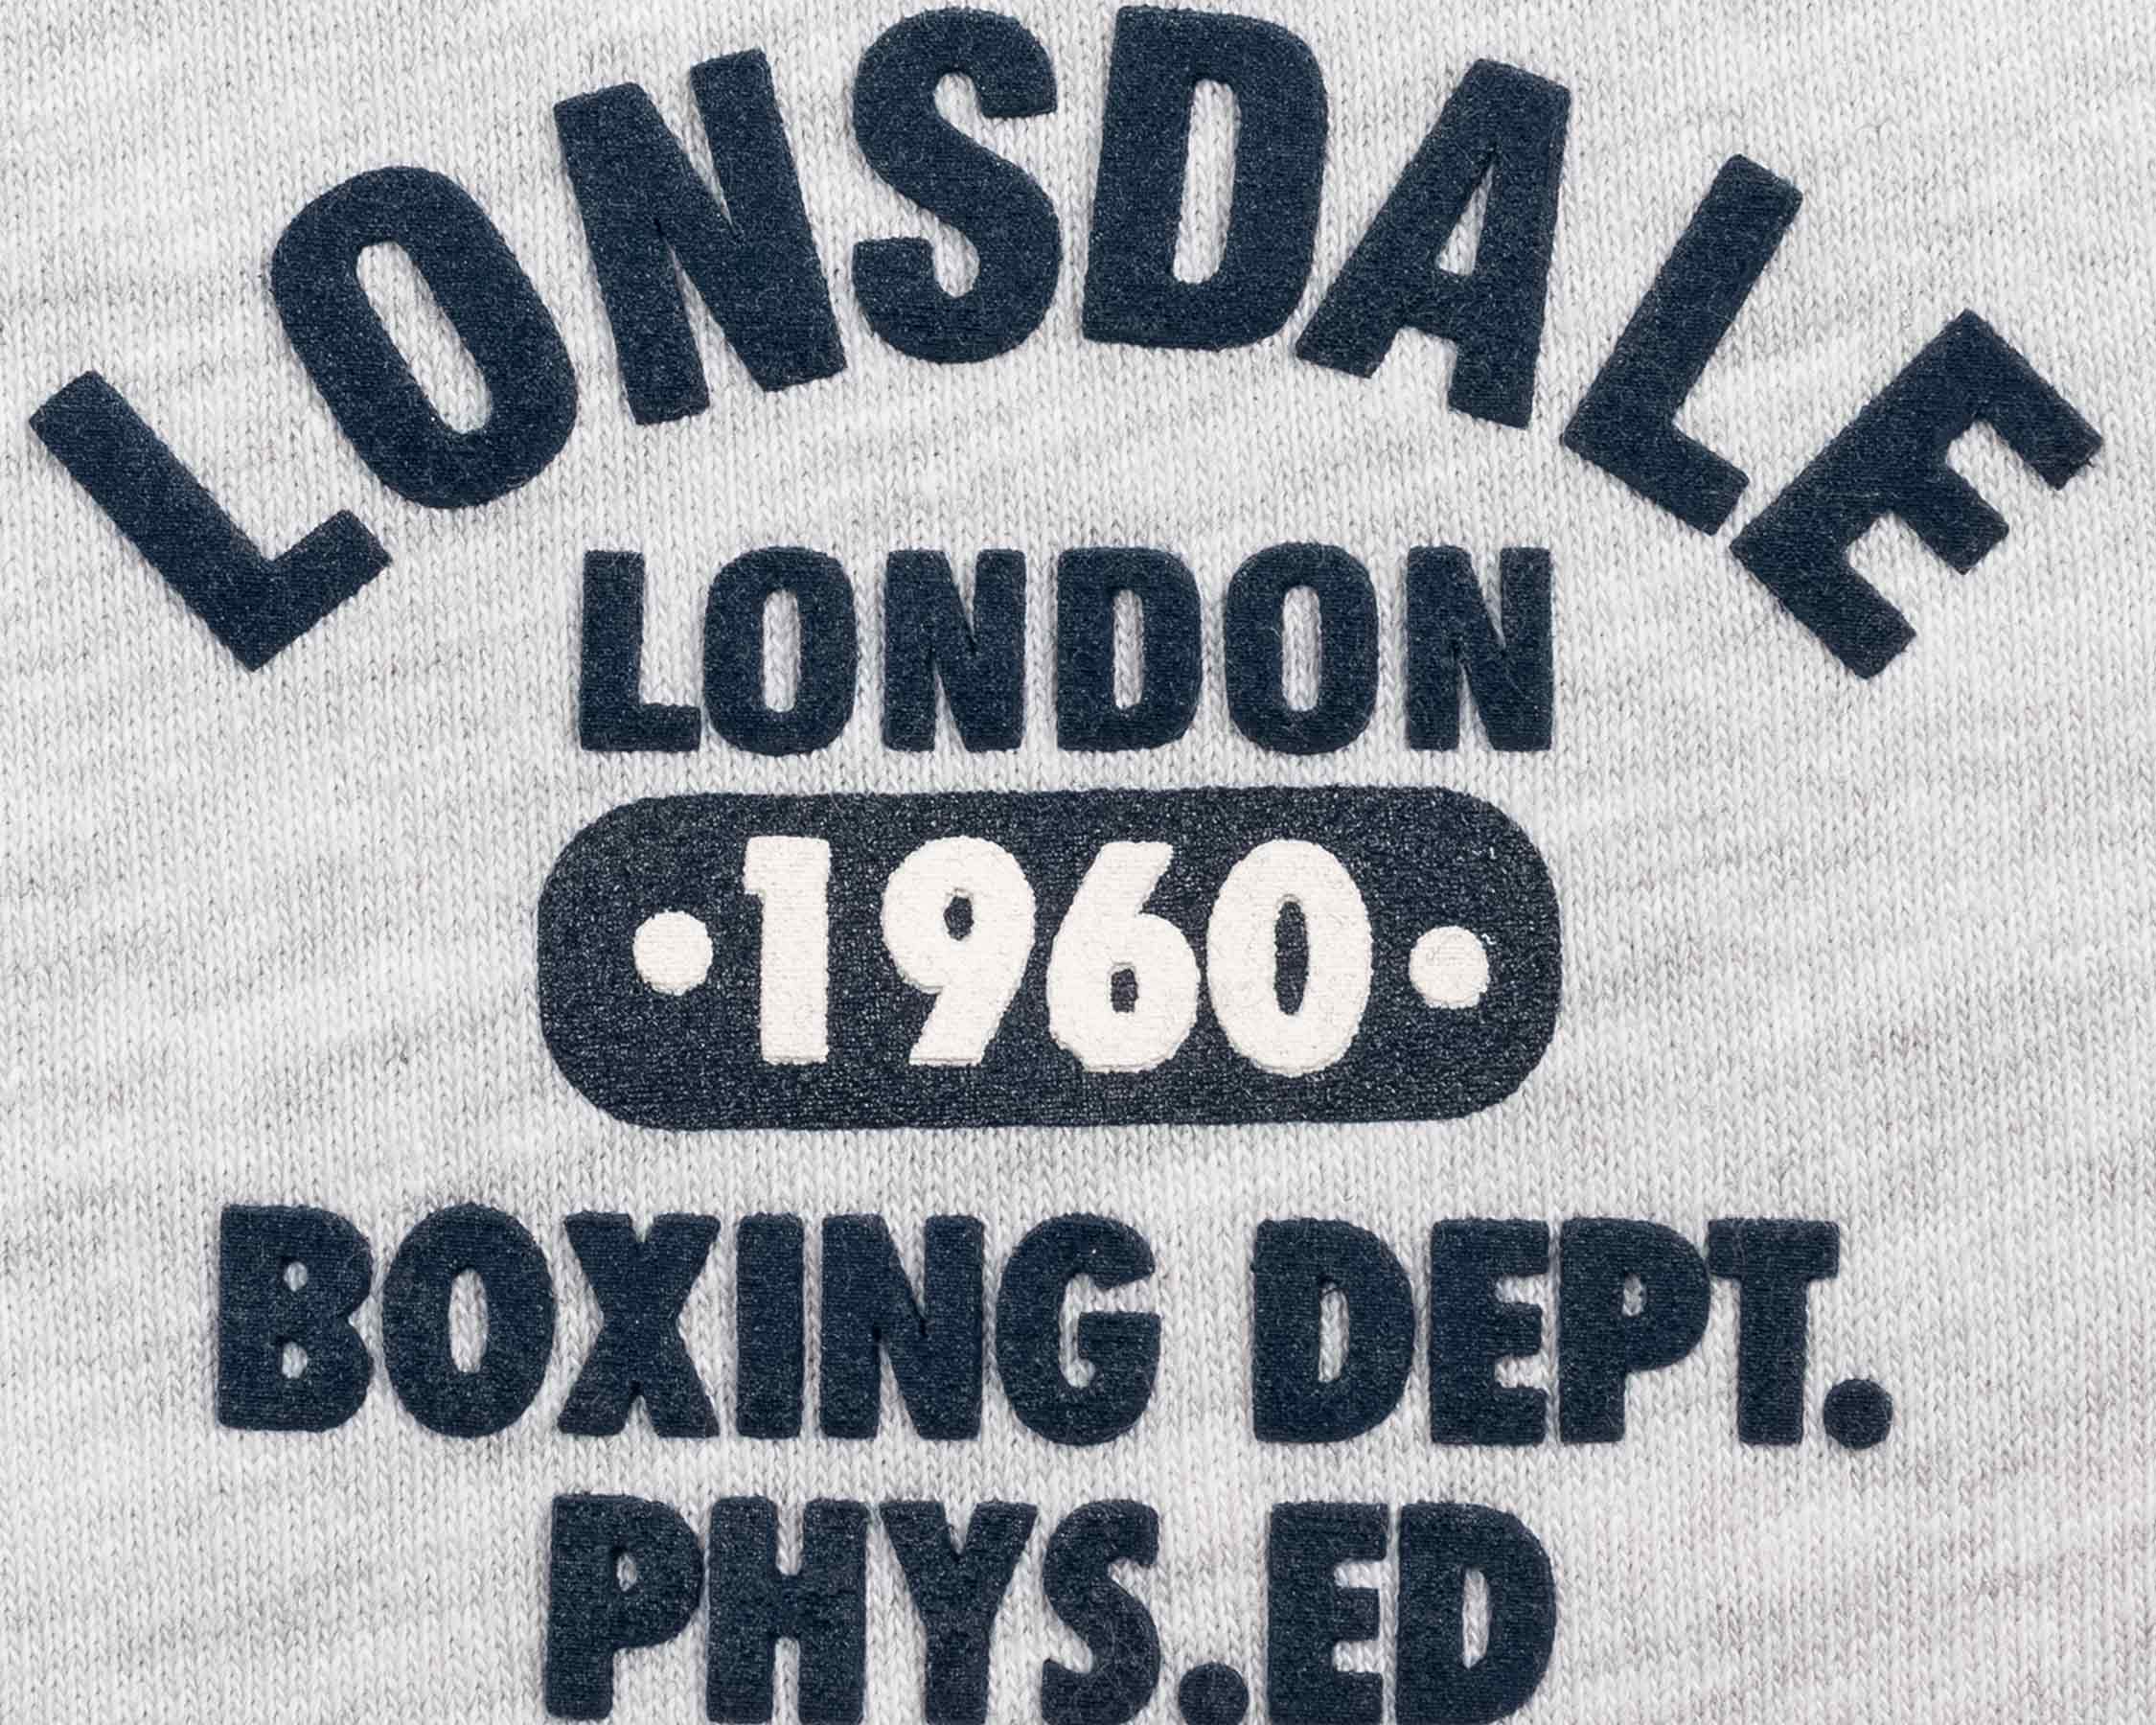 LONSDALE
LONDON
•1960•
BOXING DEPT.
PHYS.ED